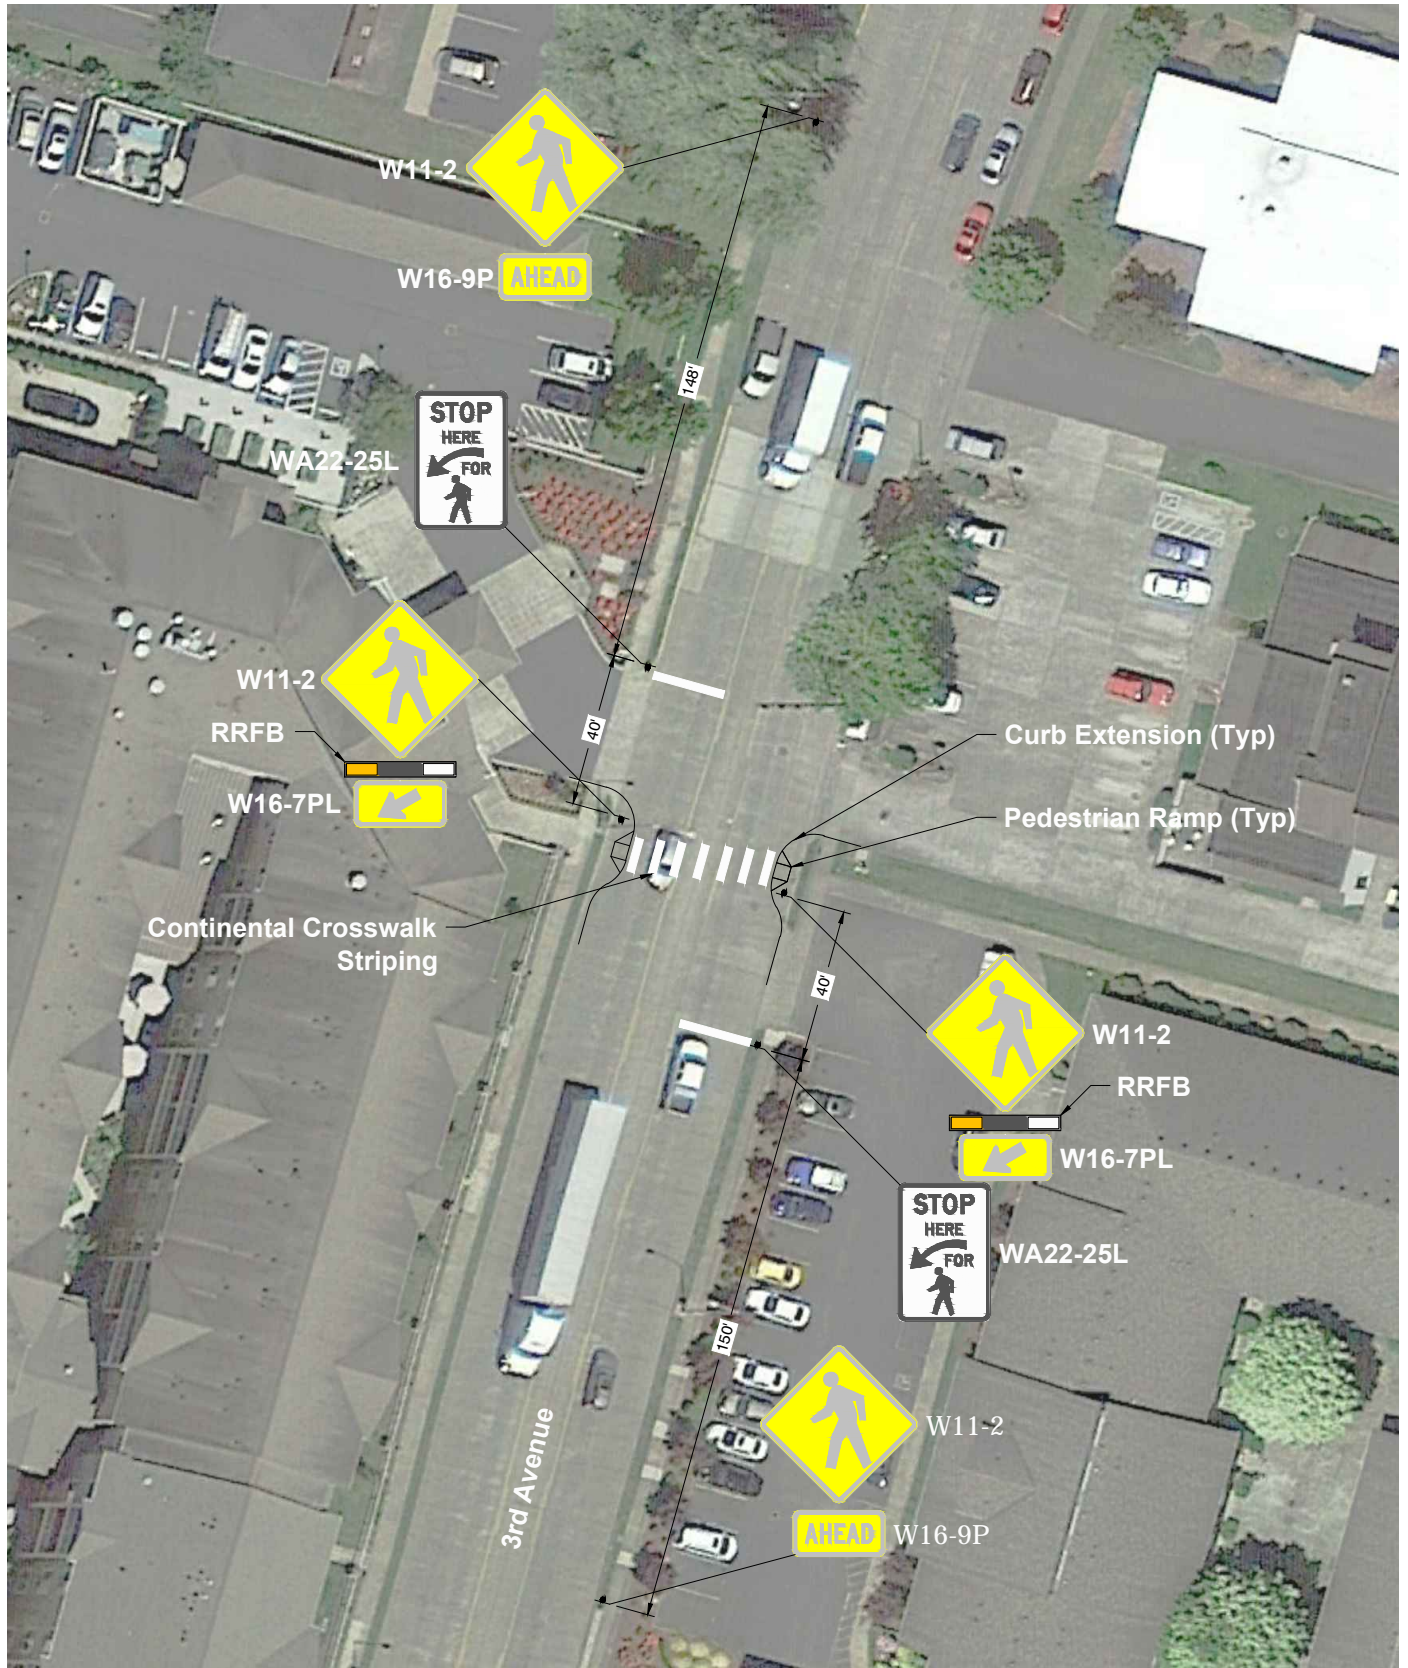 W11-2
W16-9P
AHEAD
148'
STOP
HERE
FOR
WA22-25L
W11-2
RRFB
W16-7PL
40'
Curb Extension (Typ)
Pedestrian Ramp (Typ)
Continental Crosswalk
Striping
40'
W11-2
RRFB
W16-7PL
STOP
HERE
FOR
WA22-25L
150'
W11-2
3rd Avenue
AHEAD
W16-9P